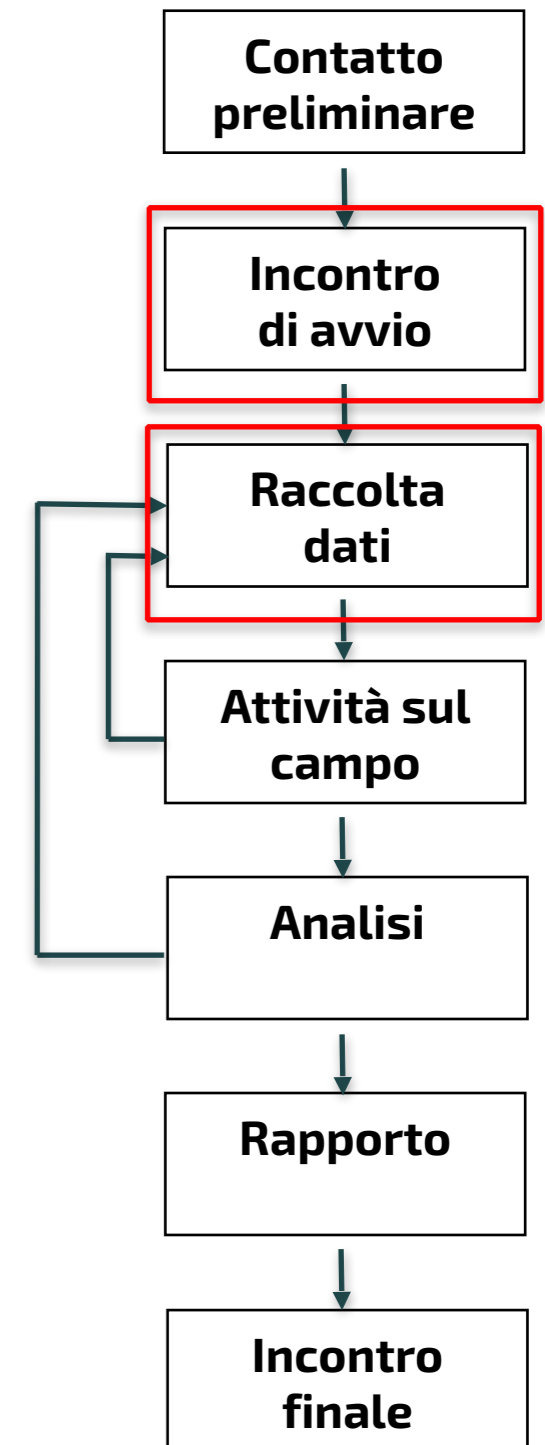 Contatto
preliminare
Incontro
di avvio
Raccolta
dati
Attività sul
campo
Analisi
Rapporto
Incontro
finale